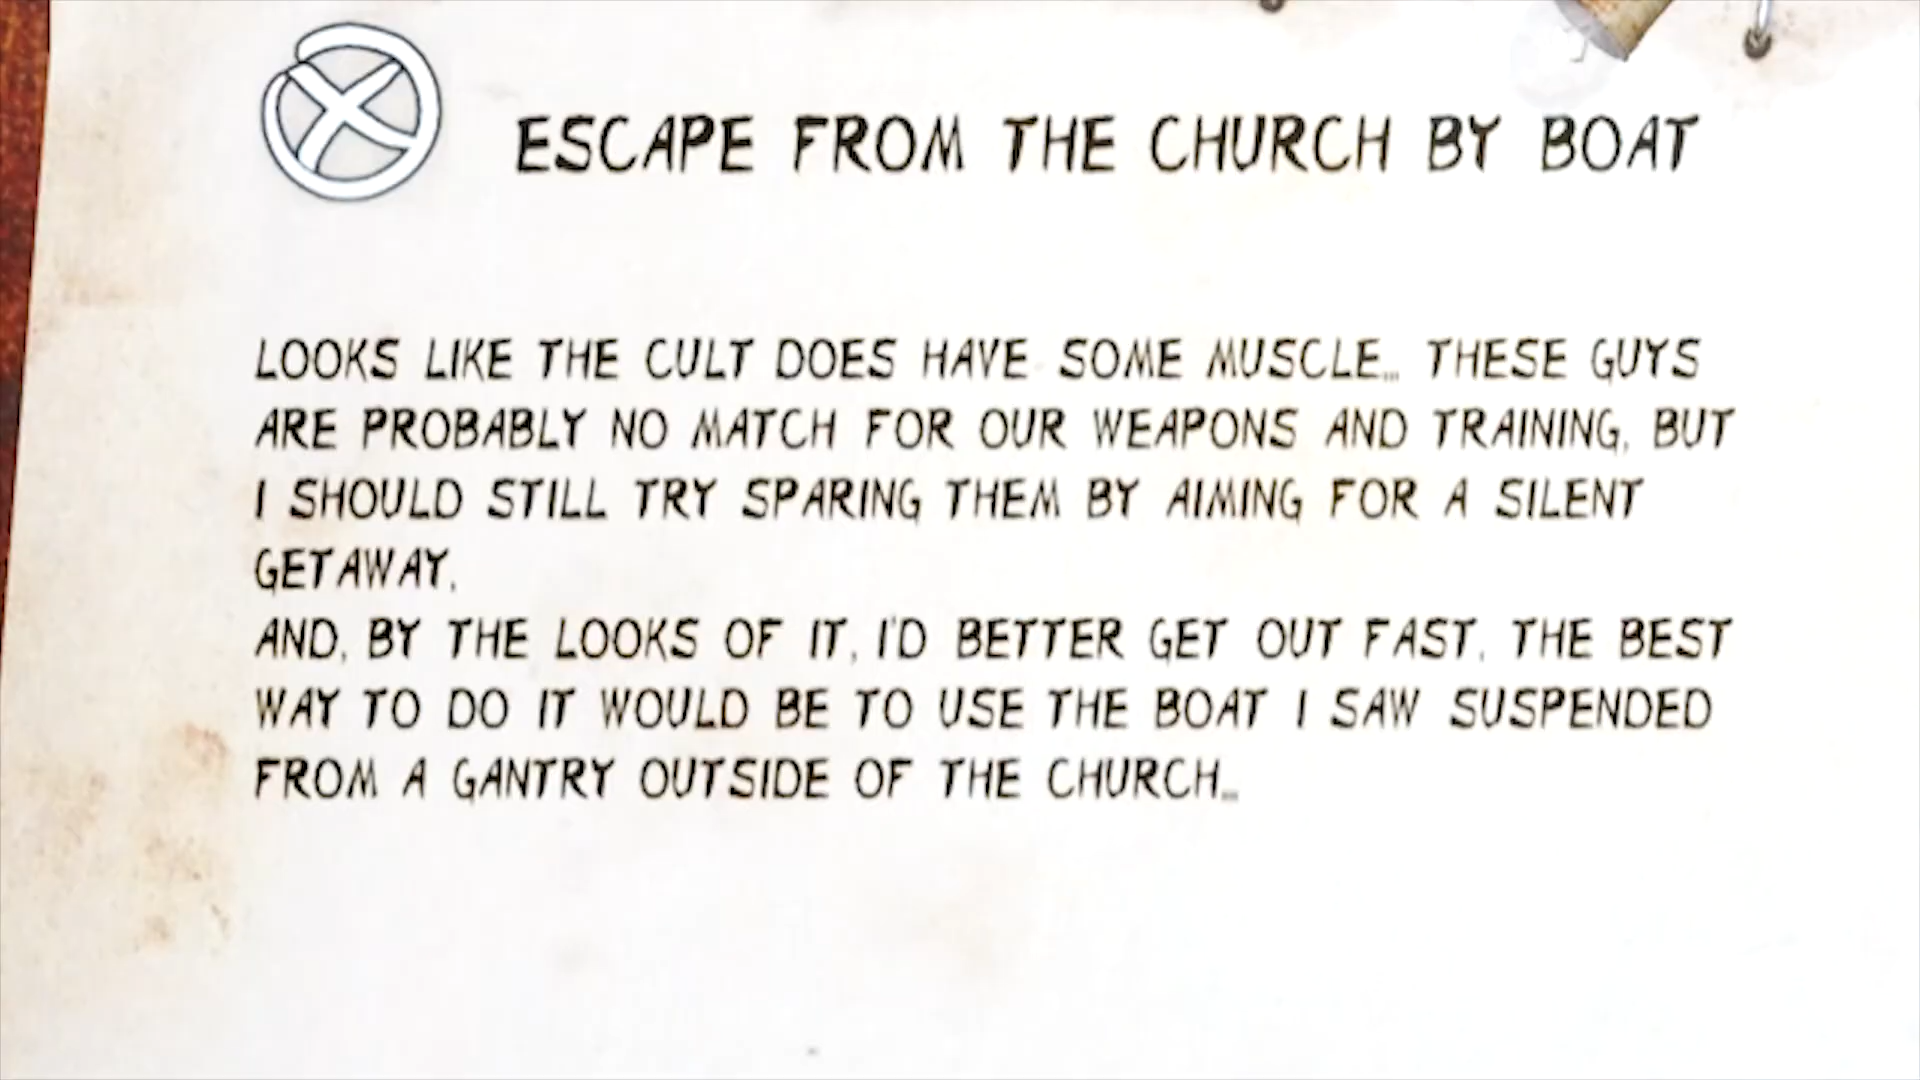 ESCAPE FROM THE CHURCH BY BOAT
LOOKS LIKE THE CULT DOES HAVE SOME MUSCLE... THESE GUYS
ARE PROBABLY NO MATCH FOR OUR WEAPONS AND TRAINING, BUT
I SHOULD STILL TRY SPARING THEM BY AIMING FOR A SILENT
GETAWAY.
AND, BY THE LOOKS OF IT, I'D BETTER GET OUT FAST. THE BEST
WAY TO DO IT WOULD BE TO USE THE BOAT I SAW SUSPENDED
FROM A GANTRY OUTSIDE OF THE CHURCH...